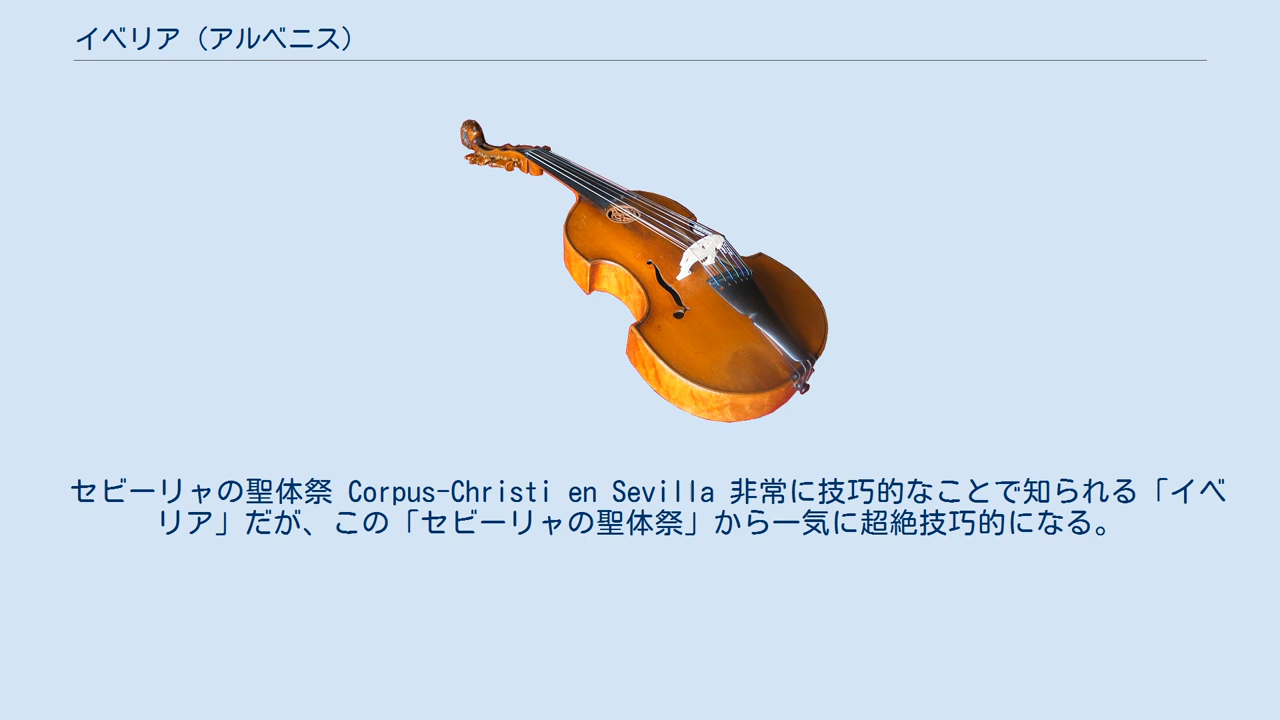 イベリア（アルベニス）
セビーリャの聖体祭 Corpus-Christi en Sevilla 非常に技巧的なことで知られる「イベ
リア」だが、この「セビーリャの聖体祭」から一気に超絶技巧的になる。